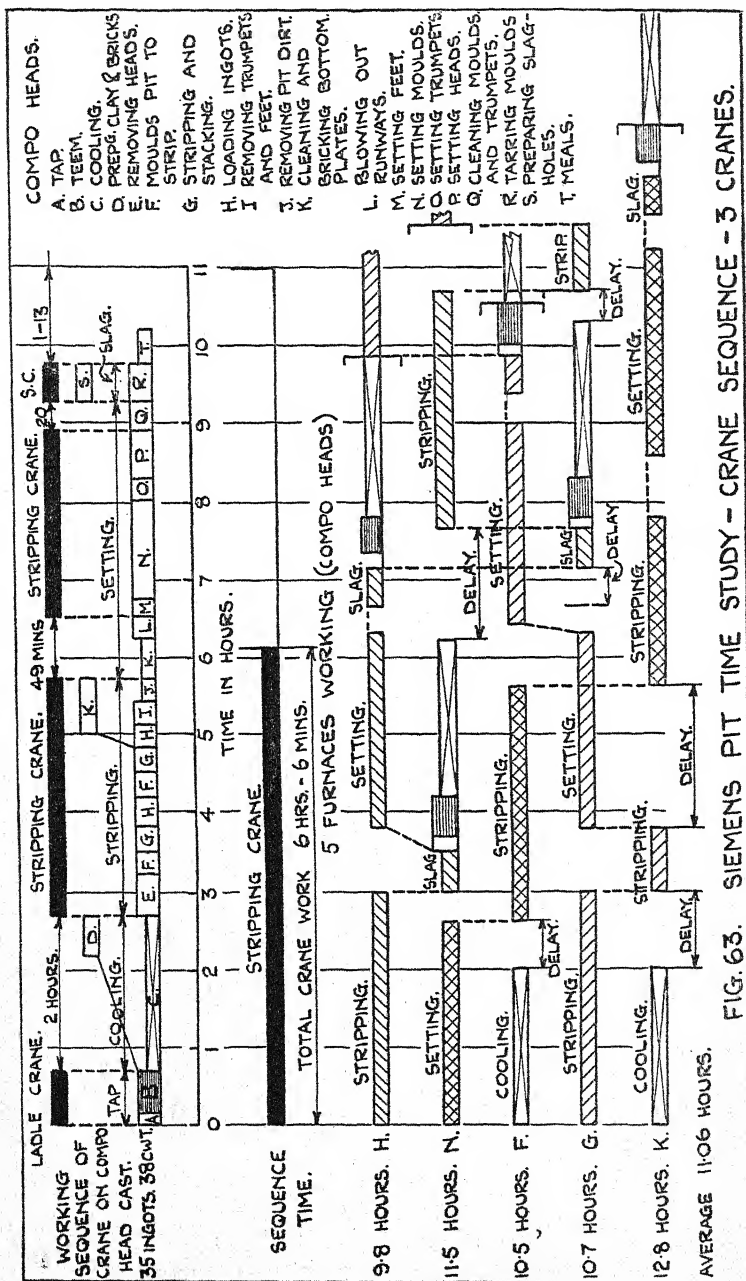 COMPO HEADS.
A. TAP.
B. TEEM.
C. COOLING.
D. PREPG. CLAY & BRICKS
E. REMOVING HEADS.
F. MOULDS PIT TO
STRIP.
G. STRIPPING AND
STACKING.
H. LOADING INGOTS.
I REMOVING TRUMPETS
AND FEET.
J. REMOVING PIT DIRT.
K. CLEANING AND
BRICKING BOTTOM
PLATES.
L. BLOWING OUT
RUNWAYS.
M. SETTING FEET.
N. SETTING MOULDS.
O. SETTING TRUMPETS
P. SETTING HEADS.
Q. CLEANING MOULDS
AND TRUMPETS.
R. TARRING MOULDS
S. PREPARING SLAG-
HOLES.
T. MEALS.
LADLE CRANE.
STRIPPING CRANE. 49 MINS STRIPPING CRANE. 20 S.C.
2 HOURS.
1-13
WORKING
SEQUENCE OF
CRANE ON COMPO
HEAD CAST.
35 INGOTS. 38 CWT.
D. K. S.
TAP COOLING. STRIPPING. SETTING. SLAG.
A B C. E. F. G. H. F. G. H. I. J. K. L. M N. O. P. Q. R. T.
0 1 2 3 4 5 6 7 8 9 10 11
TIME IN HOURS.
SEQUENCE
TIME.
STRIPPING CRANE.
TOTAL CRANE WORK 6 HRS. - 6 MINS.
5 FURNACES WORKING (COMPO HEADS)
9·8 HOURS. H.
STRIPPING. SETTING. SLAG.
11·5 HOURS. N.
SETTING. SLAG DELAY. STRIPPING.
10·5 HOURS. F.
COOLING. DELAY. STRIPPING. SETTING.
10·7 HOURS. G.
STRIPPING. SETTING. DELAY SLAG DELAY. STRIP.
12·8 HOURS. K
COOLING. DELAY. STRIPPING. DELAY. STRIPPING. SETTING. SLAG.
AVERAGE 11·06 HOURS.
FIG. 63. SIEMENS PIT TIME STUDY - CRANE SEQUENCE - 3 CRANES.